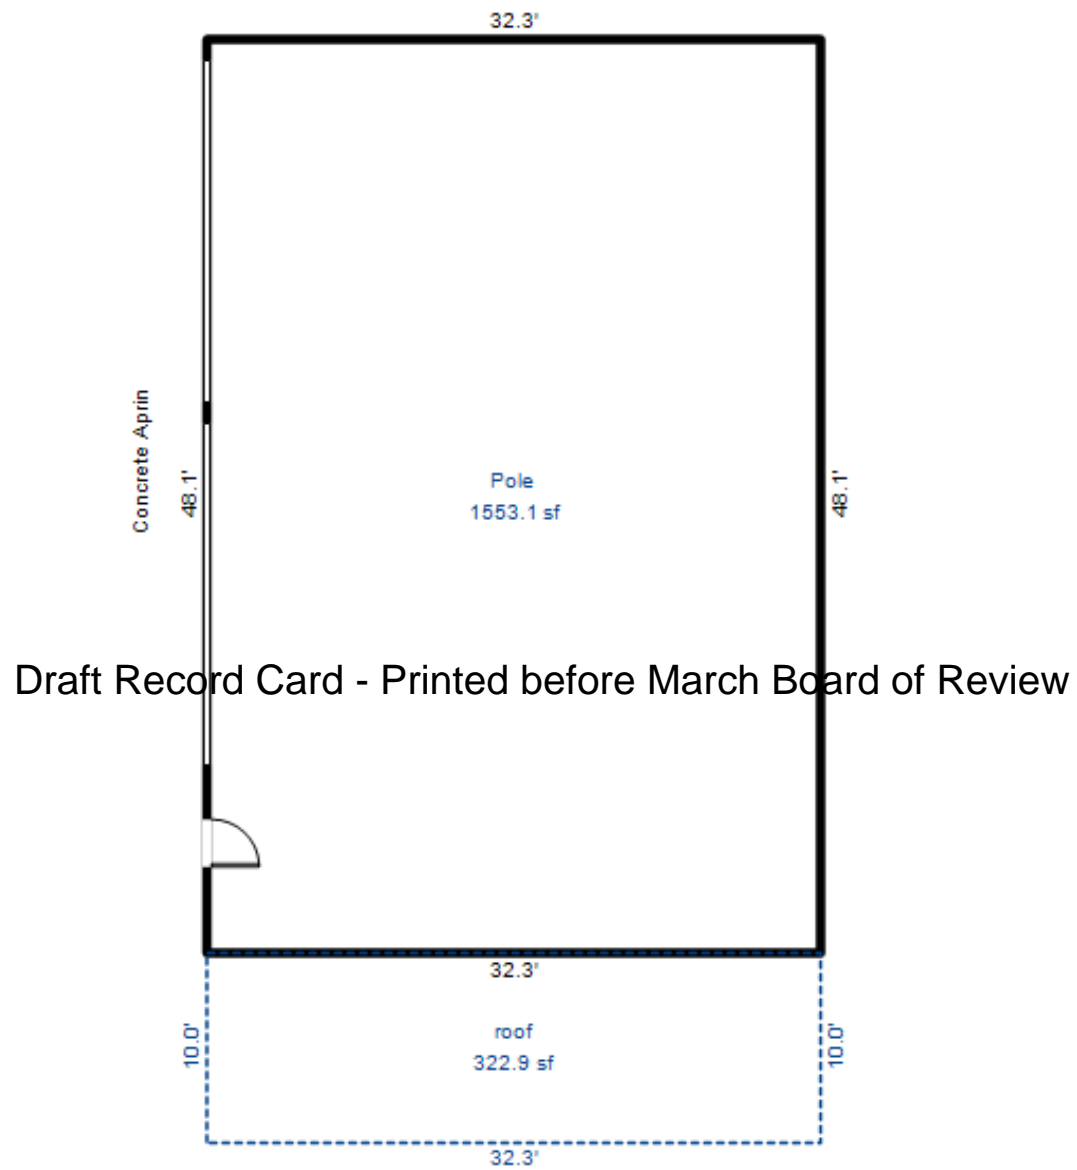 32.3'
Concrete Aprin
48.1'
Pole
1553.1 sf
48.1'
Draft Record Card - Printed before March Board of Review
32.3'
10.0'
roof
322.9 sf
10.0'
32.3'